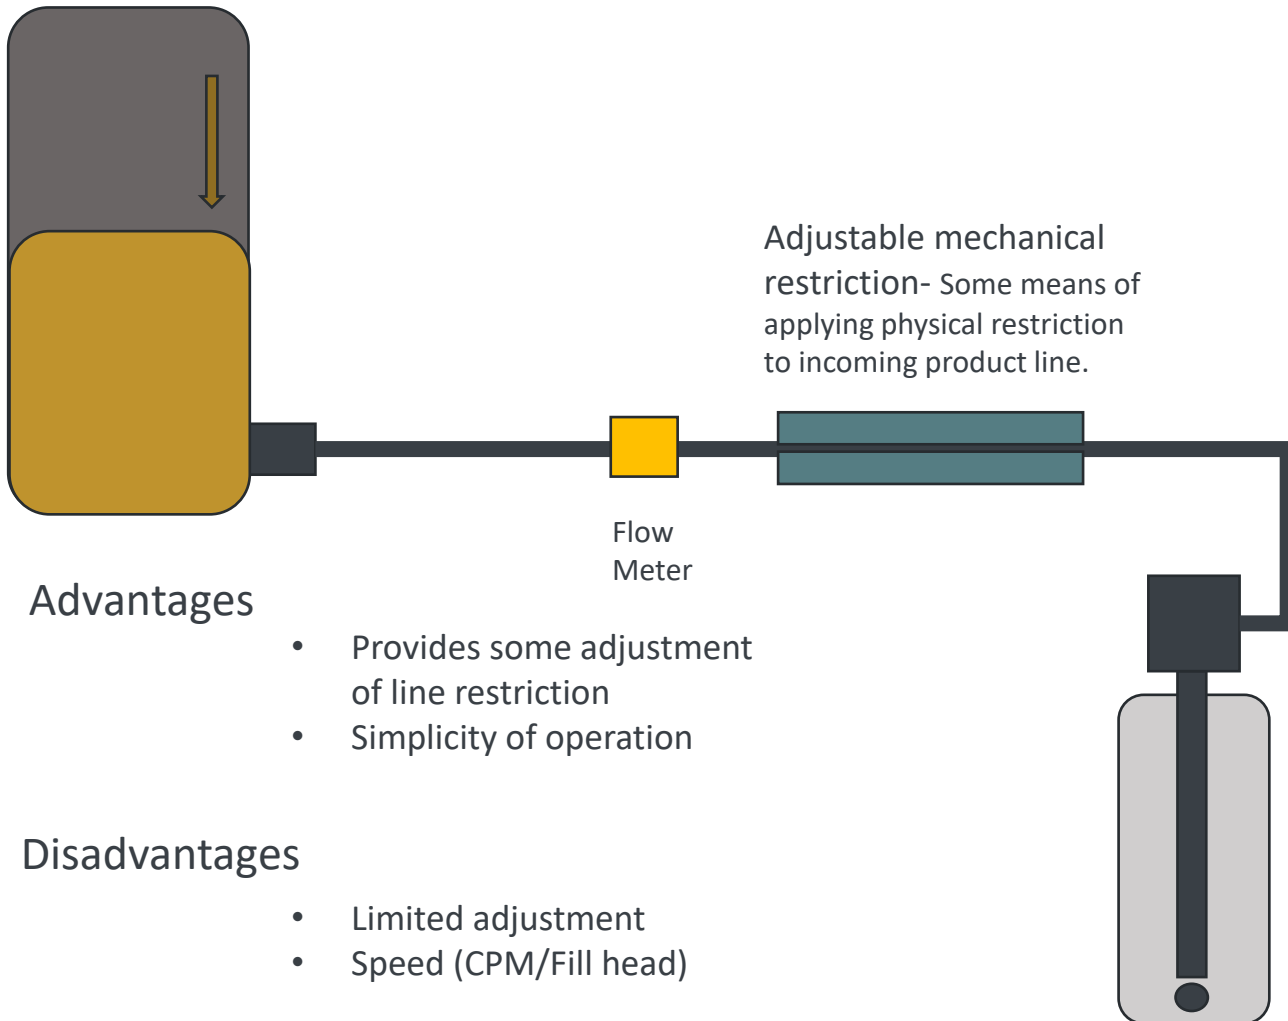 Adjustable mechanical
restriction- Some means of
applying physical restriction
to incoming product line.
Flow
Meter
Advantages
• Provides some adjustment
of line restriction
• Simplicity of operation
Disadvantages
• Limited adjustment
• Speed (CPM/Fill head)